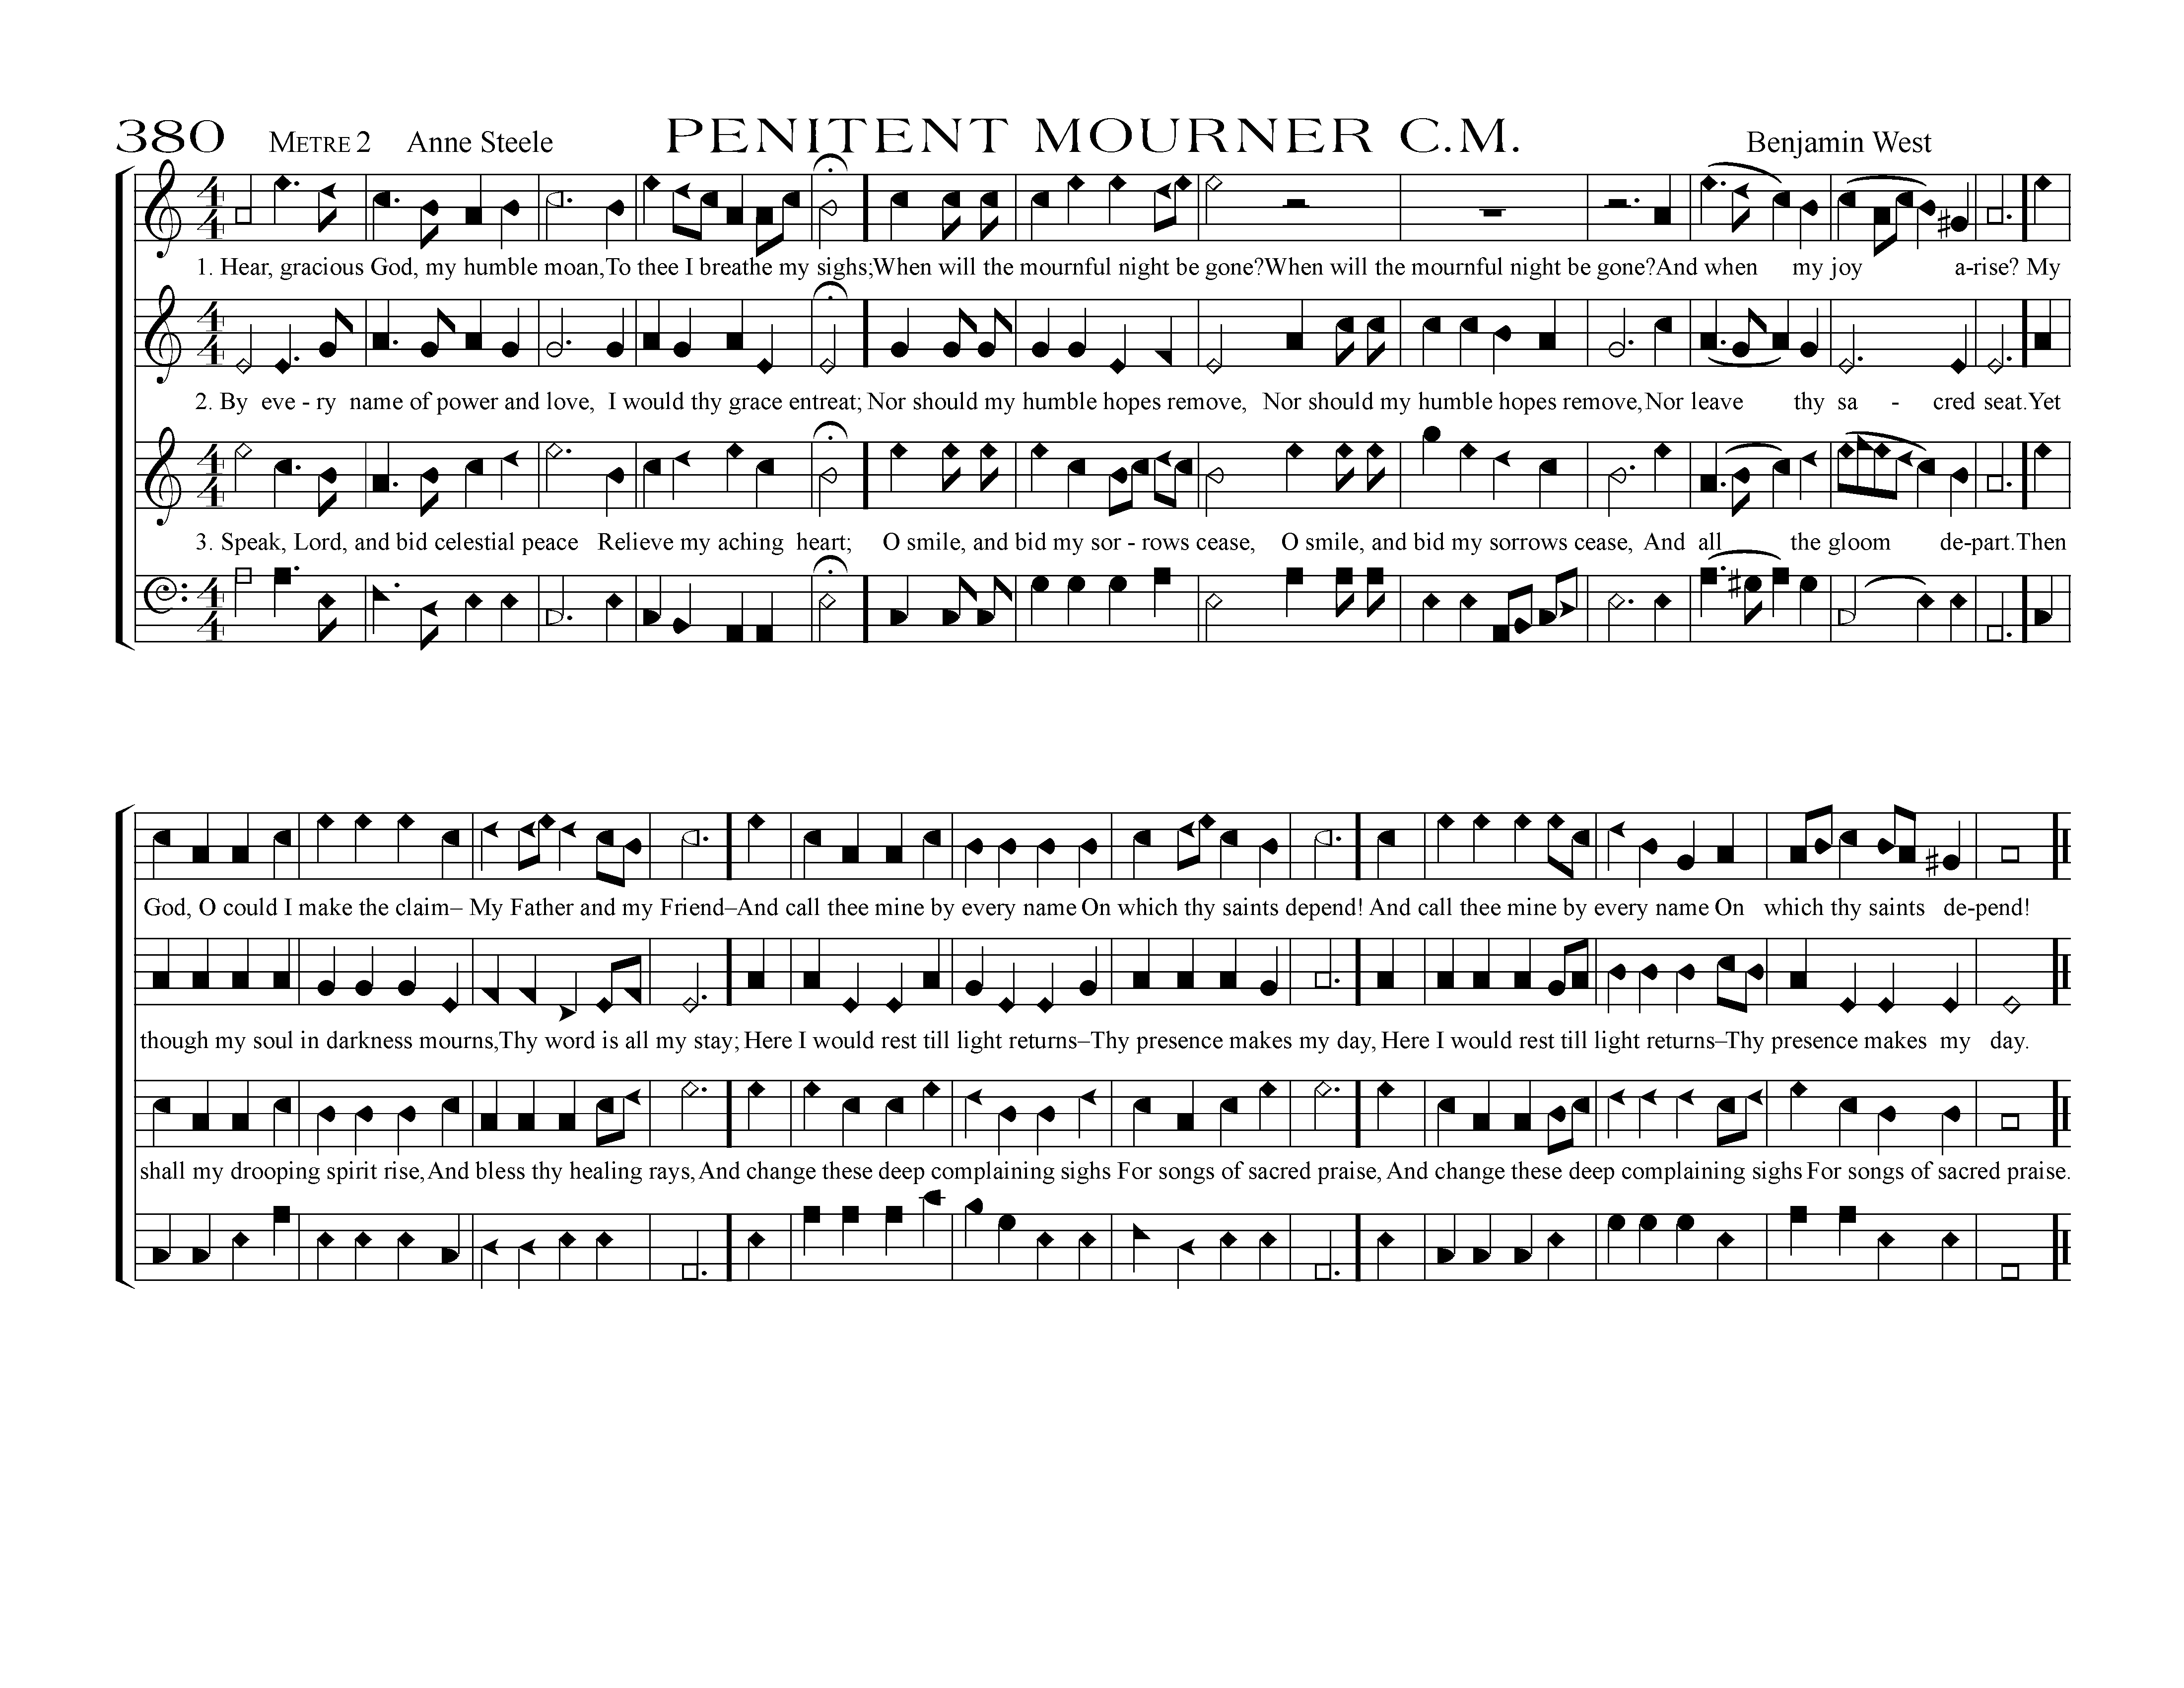 380 METRE 2 Anne Steele PENITENT MOURNER C.M. Benjamin West
4 4
1. Hear, gracious God, my humble moan,To thee I breathe my sighs;When will the mournful night be gone?When will the mournful night be gone?And when my joy a-rise? My
4 4
2. By eve - ry name of power and love, I would thy grace entreat; Nor should my humble hopes remove, Nor should my humble hopes remove,Nor leave thy sa - cred seat.Yet
4 4
3. Speak, Lord, and bid celestial peace Relieve my aching heart; O smile, and bid my sor - rows cease, O smile, and bid my sorrows cease, And all the gloom de-part.Then
4 4
God, O could I make the claim– My Father and my Friend–And call thee mine by every name On which thy saints depend! And call thee mine by every name On which thy saints de-pend!
though my soul in darkness mourns,Thy word is all my stay; Here I would rest till light returns–Thy presence makes my day, Here I would rest till light returns–Thy presence makes my day.
shall my drooping spirit rise,And bless thy healing rays,And change these deep complaining sighs For songs of sacred praise, And change these deep complaining sighs For songs of sacred praise.